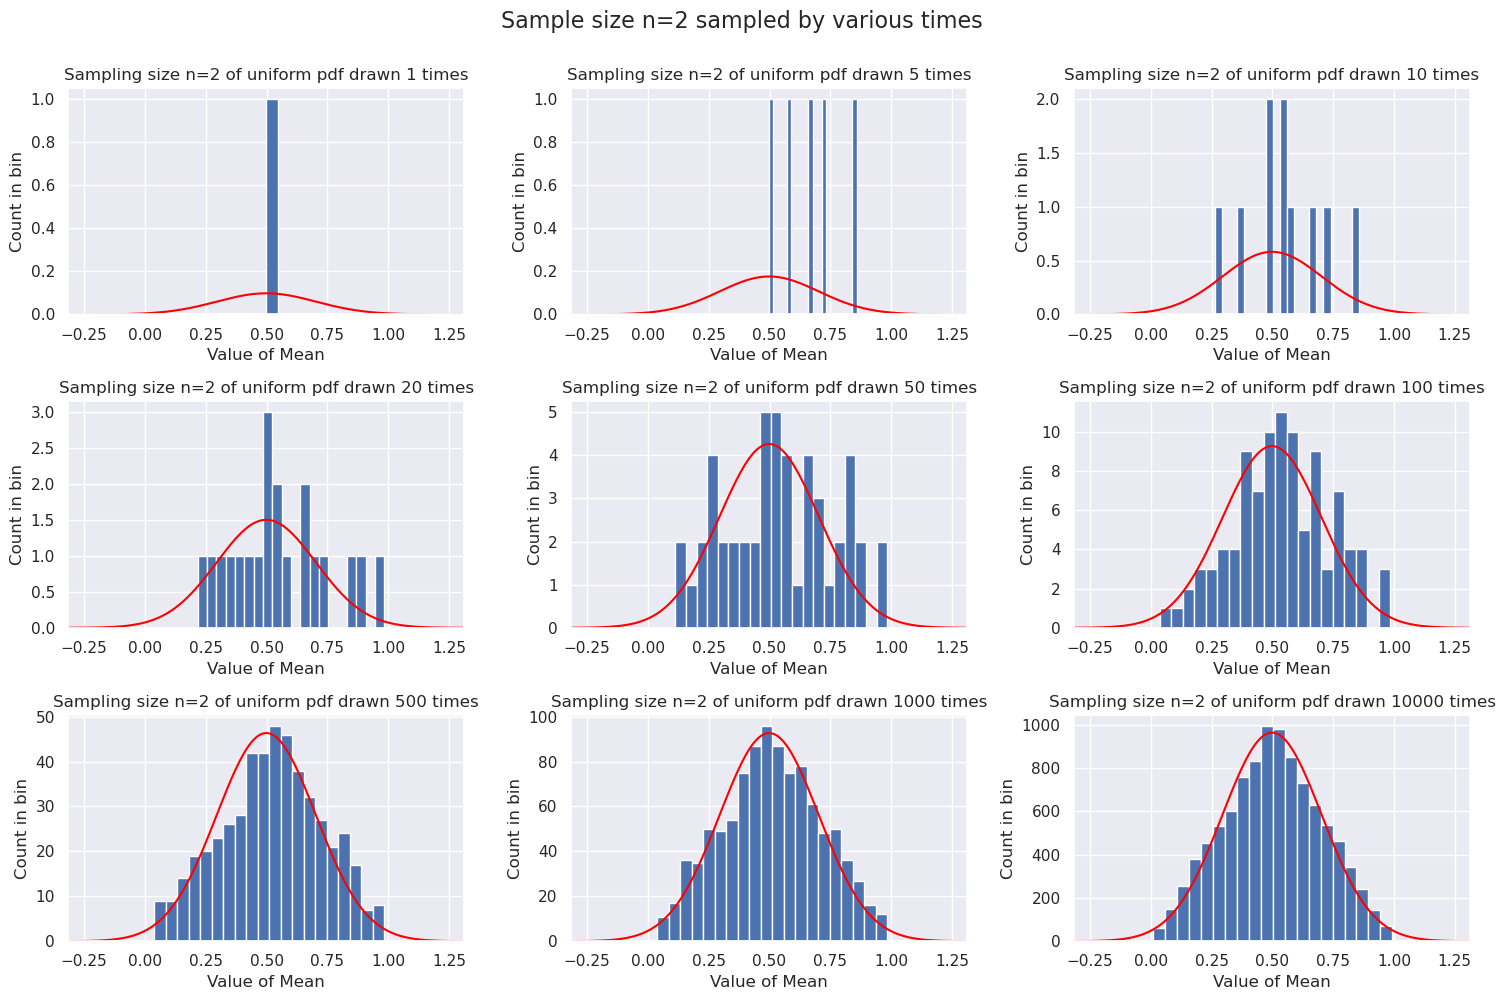 Sample size n=2 sampled by various times
Sampling size n=2 of uniform pdf drawn 1 times
Count in bin
1.0
0.8
0.6
0.4
0.2
0.0
−0.25 0.00 0.25 0.50 0.75 1.00 1.25
Value of Mean
Sampling size n=2 of uniform pdf drawn 5 times
Count in bin
1.0
0.8
0.6
0.4
0.2
0.0
−0.25 0.00 0.25 0.50 0.75 1.00 1.25
Value of Mean
Sampling size n=2 of uniform pdf drawn 10 times
Count in bin
2.0
1.5
1.0
0.5
0.0
−0.25 0.00 0.25 0.50 0.75 1.00 1.25
Value of Mean
Sampling size n=2 of uniform pdf drawn 20 times
Count in bin
3.0
2.5
2.0
1.5
1.0
0.5
0.0
−0.25 0.00 0.25 0.50 0.75 1.00 1.25
Value of Mean
Sampling size n=2 of uniform pdf drawn 50 times
Count in bin
5
4
3
2
1
0
−0.25 0.00 0.25 0.50 0.75 1.00 1.25
Value of Mean
Sampling size n=2 of uniform pdf drawn 100 times
Count in bin
10
8
6
4
2
0
−0.25 0.00 0.25 0.50 0.75 1.00 1.25
Value of Mean
Sampling size n=2 of uniform pdf drawn 500 times
Count in bin
50
40
30
20
10
0
−0.25 0.00 0.25 0.50 0.75 1.00 1.25
Value of Mean
Sampling size n=2 of uniform pdf drawn 1000 times
Count in bin
100
80
60
40
20
0
−0.25 0.00 0.25 0.50 0.75 1.00 1.25
Value of Mean
Sampling size n=2 of uniform pdf drawn 10000 times
Count in bin
1000
800
600
400
200
0
−0.25 0.00 0.25 0.50 0.75 1.00 1.25
Value of Mean